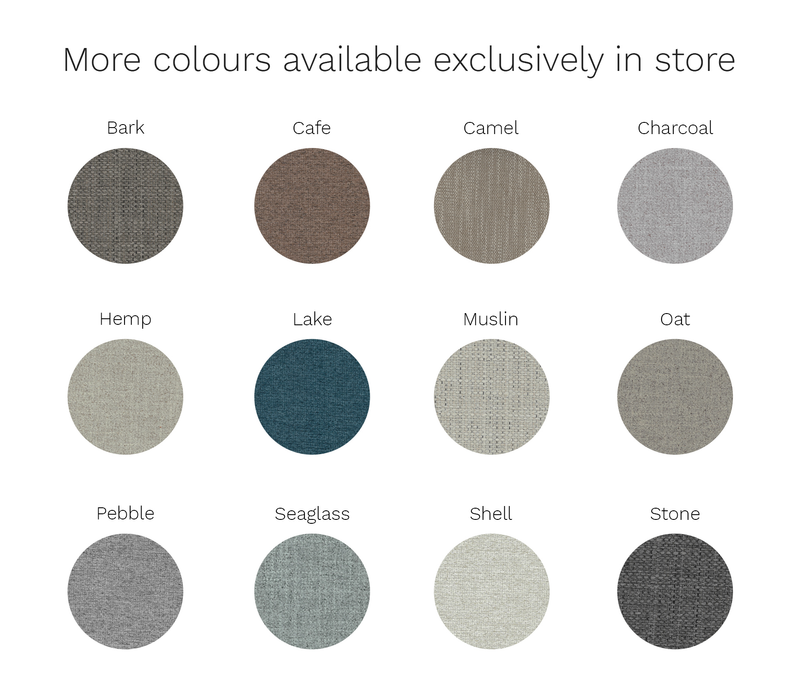 More colours available exclusively in store
Bark
Cafe
Camel
Charcoal
Hemp
Lake
Muslin
Oat
Pebble
Seaglass
Shell
Stone